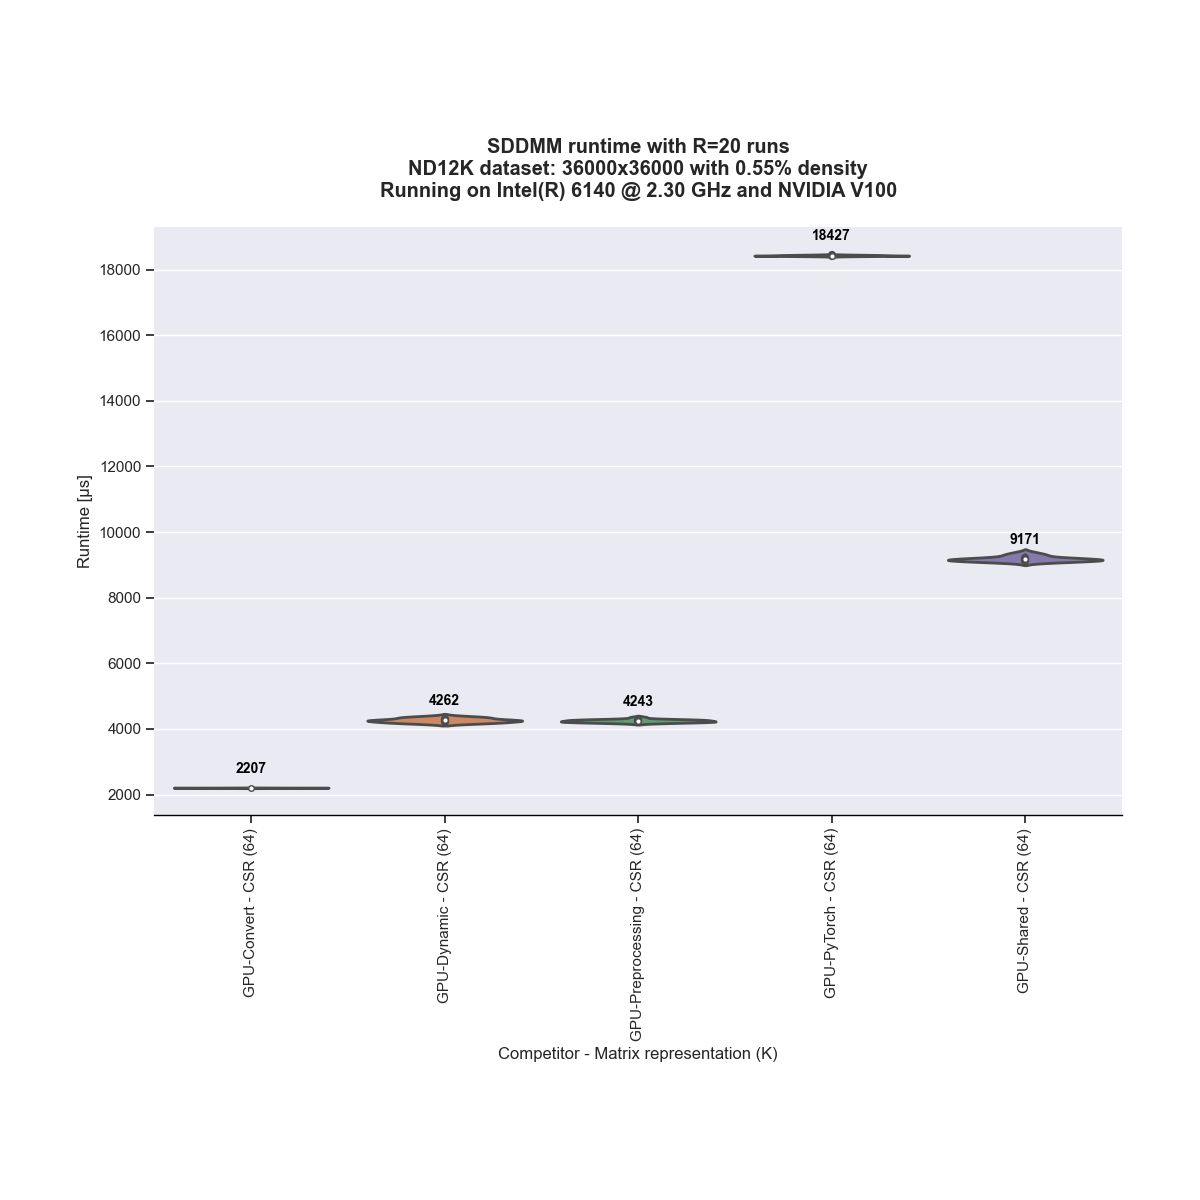 SDDMM runtime with R=20 runs
ND12K dataset: 36000x36000 with 0.55% density
Running on Intel(R) 6140 @ 2.30 GHz and NVIDIA V100
18427
18000
16000
14000
12000
10000
9171
8000
6000
4262
4243
4000
2207
2000
Runtime [µs]
GPU-Convert - CSR (64)
GPU-Dynamic - CSR (64)
GPU-Preprocessing - CSR (64)
GPU-PyTorch - CSR (64)
GPU-Shared - CSR (64)
Competitor - Matrix representation (K)